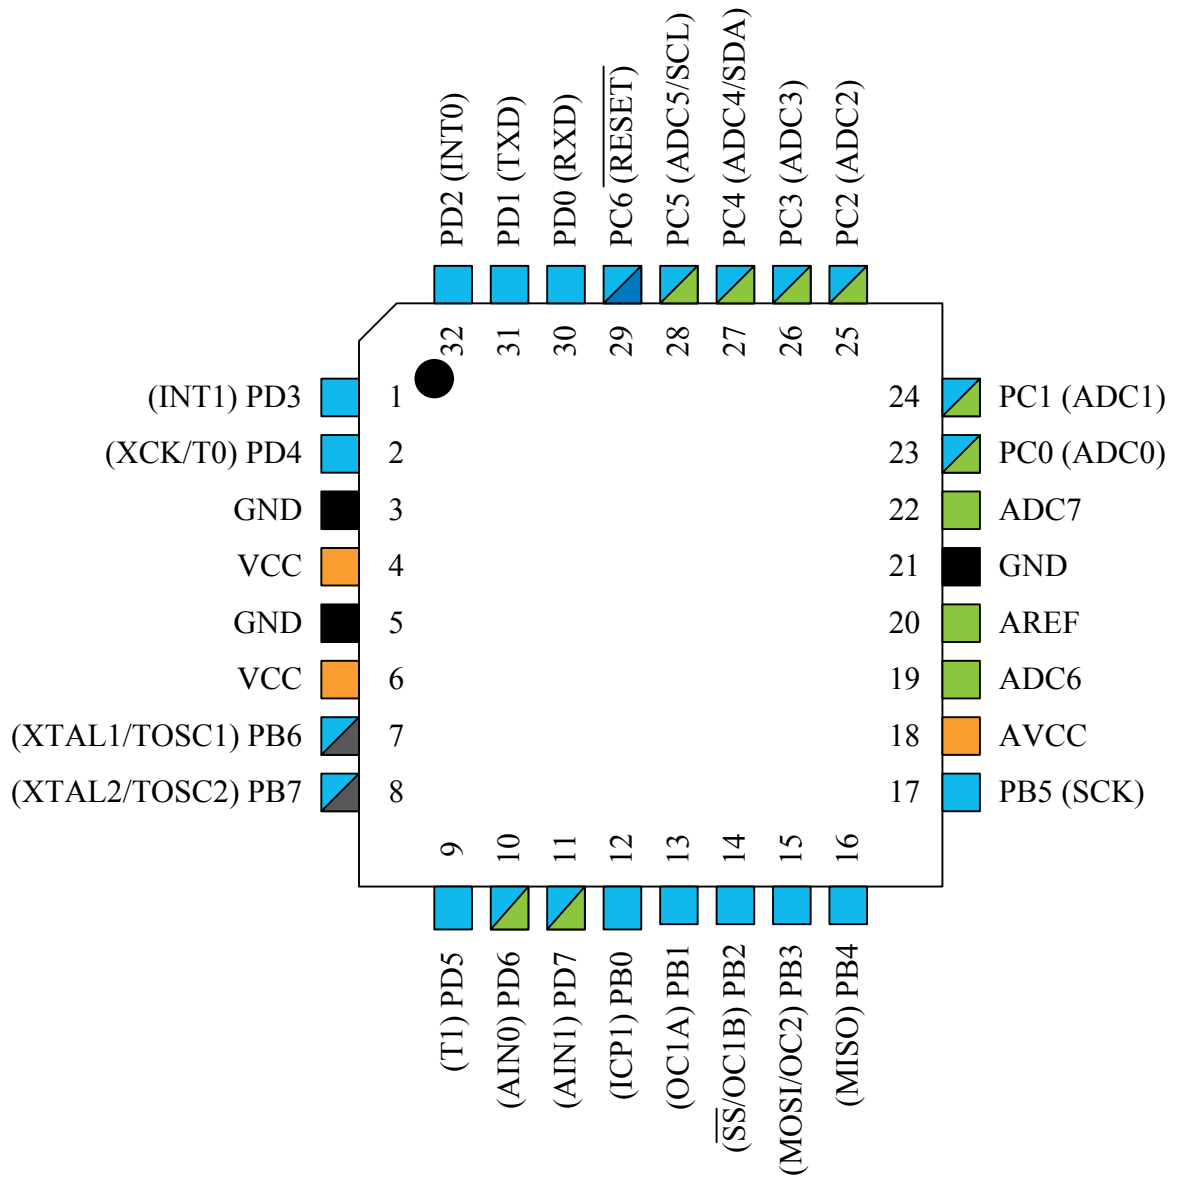 PD2 (INT0)
PD1 (TXD)
PD0 (RXD)
PC6 (RESET)
PC5 (ADC5/SCL)
PC4 (ADC4/SDA)
PC3 (ADC3)
PC2 (ADC2)
32
31
30
29
28
27
26
25
(INT1) PD3 1
(XCK/T0) PD4 2
GND 3
VCC 4
GND 5
VCC 6
(XTAL1/TOSC1) PB6 7
(XTAL2/TOSC2) PB7 8
24 PC1 (ADC1)
23 PC0 (ADC0)
22 ADC7
21 GND
20 AREF
19 ADC6
18 AVCC
17 PB5 (SCK)
9
10
11
12
13
14
15
16
(T1) PD5
(AIN0) PD6
(AIN1) PD7
(ICP1) PB0
(OC1A) PB1
(SS/OC1B) PB2
(MOSI/OC2) PB3
(MISO) PB4